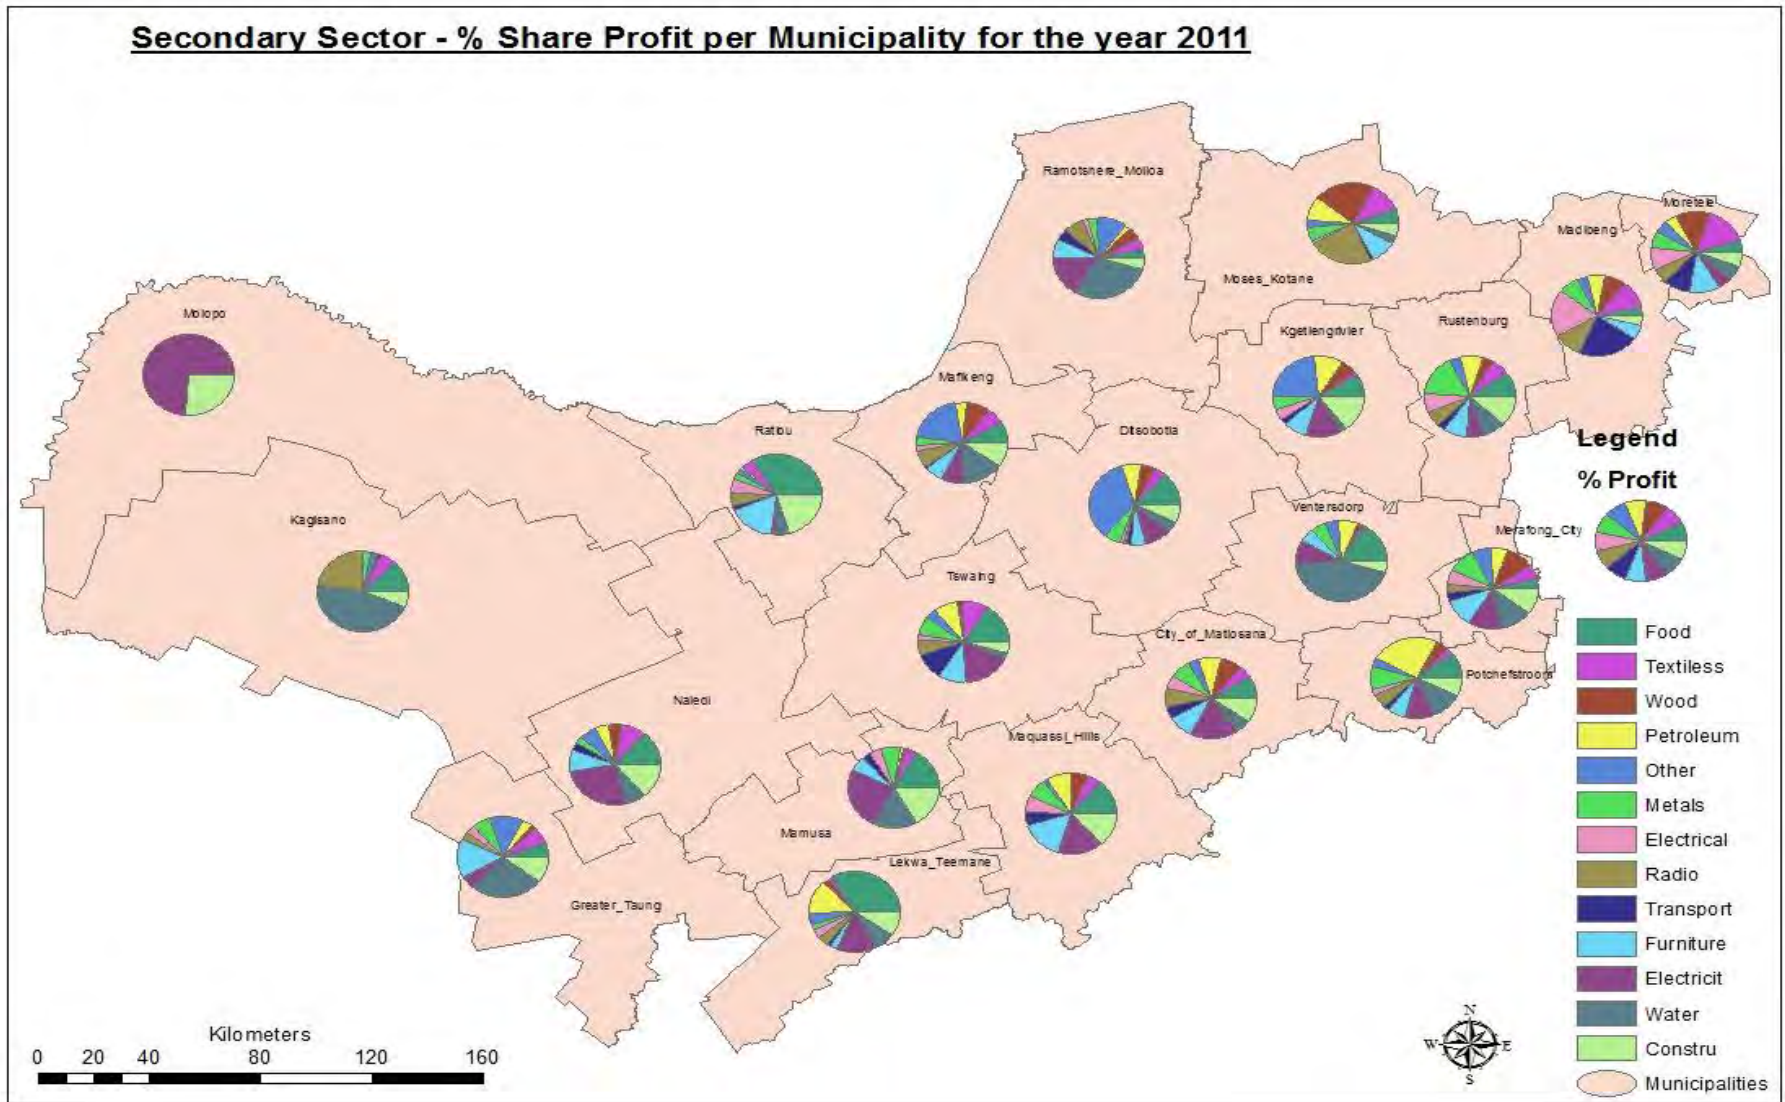 Secondary Sector - % Share Profit per Municipality for the year 2011
Ramotshere_Moiloa
Moretele
Madibeng
Moses_Kotane
Molopo
Rustenburg
Kgetlengrivier
Mafikeng
Ratlou
Ditsobotla
Legend
% Profit
Kagisano
Ventersdorp
Merafong_City
Tswaing
City_of_Matlosana
Food
Potchefstroom
Textiless
Naledi
Wood
Maquassi_Hills
Petroleum
Other
Metals
Mamusa
Electrical
Lekwa_Teemane
Radio
Greater_Taung
Transport
Furniture
Electricit
Water
Kilometers
Constru
0 20 40 80 120 160
Municipalities
N
W E
S